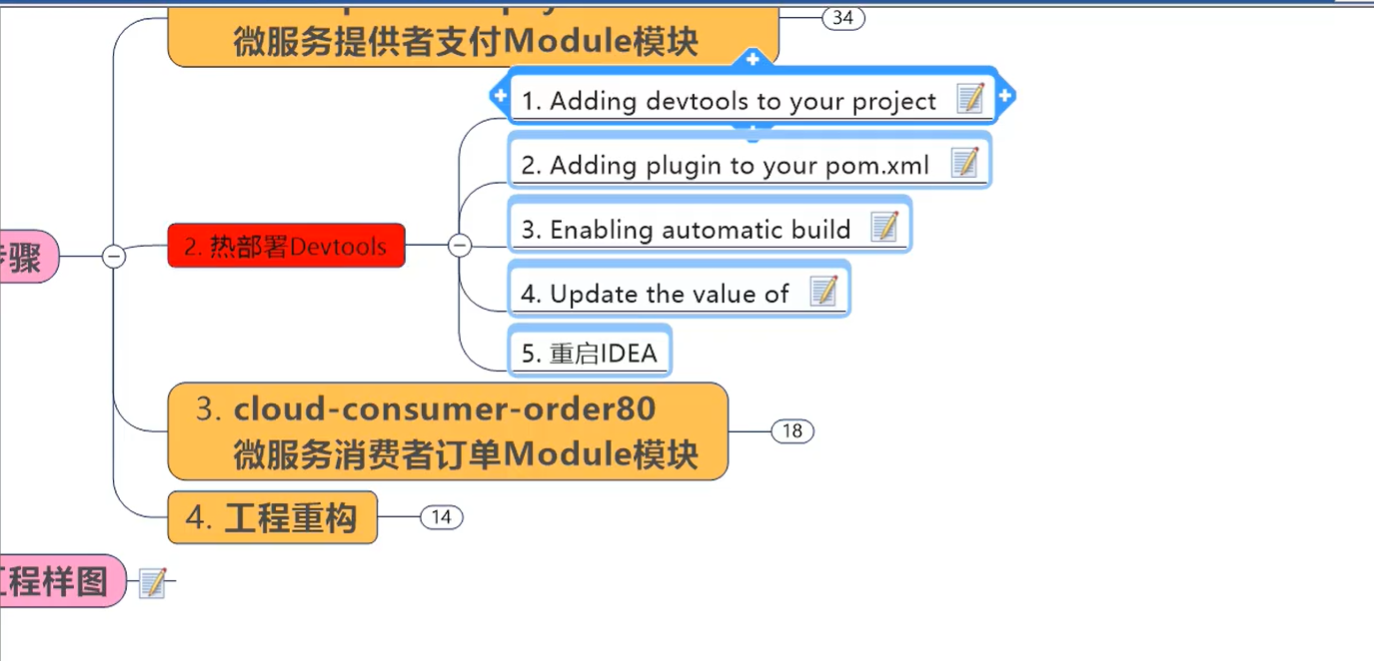 微服务提供者支付Module模块
34
1. Adding devtools to your project
2. Adding plugin to your pom.xml
2. 热部署Devtools
3. Enabling automatic build
4. Update the value of
5. 重启IDEA
骤
3. cloud-consumer-order80
微服务消费者订单Module模块
18
4. 工程重构
14
程样图